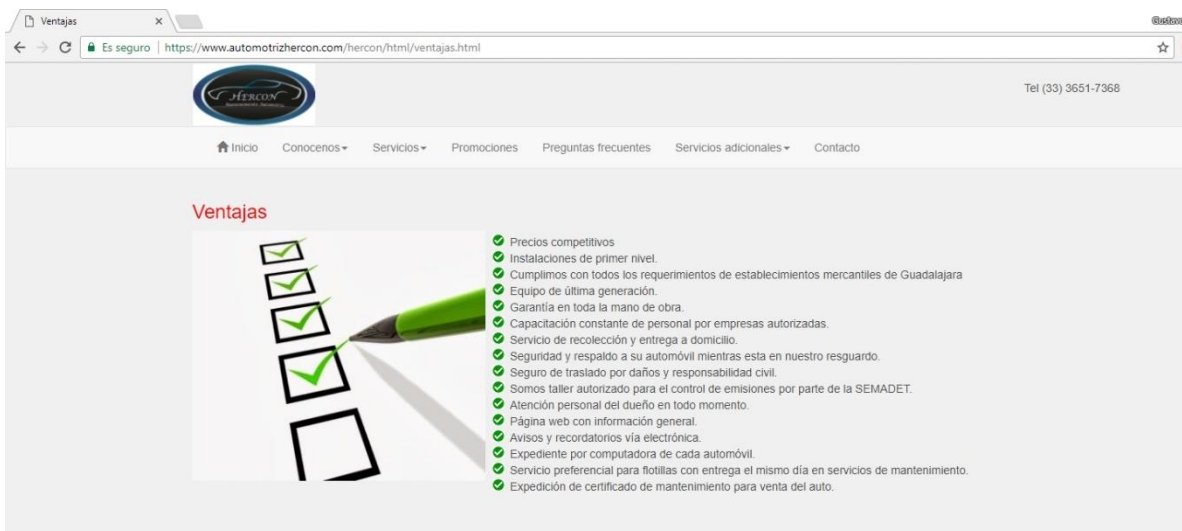 Ventajas
Es seguro | https://www.automotrizhercon.com/hercon/html/ventajas.html
HERCON
Tel (33) 3651-7368
Inicio Conocenos Servicios Promociones Preguntas frecuentes Servicios adicionales Contacto
Ventajas
Precios competitivos
Instalaciones de primer nivel.
Cumplimos con todos los requerimientos de establecimientos mercantiles de Guadalajara
Equipo de última generación.
Garantía en toda la mano de obra.
Capacitación constante de personal por empresas autorizadas.
Servicio de recolección y entrega a domicilio.
Seguridad y respaldo a su automóvil mientras esta en nuestro resguardo.
Seguro de traslado por daños y responsabilidad civil.
Somos taller autorizado para el control de emisiones por parte de la SEMADET.
Atención personal del dueño en todo momento.
Página web con información general.
Avisos y recordatorios vía electrónica.
Expediente por computadora de cada automóvil.
Servicio preferencial para flotillas con entrega el mismo día en servicios de mantenimiento.
Expedición de certificado de mantenimiento para venta del auto.